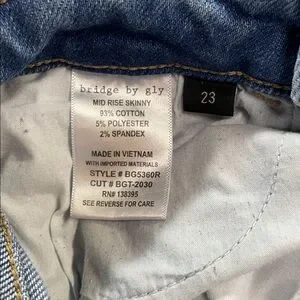 bridge by gly
MID RISE SKINNY
93% COTTON
5% POLYESTER
2% SPANDEX
MADE IN VIETNAM
WITH IMPORTED MATERIALS
STYLE # BG5360R
CUT # BGT-2030
RN# 138395
SEE REVERSE FOR CARE
23